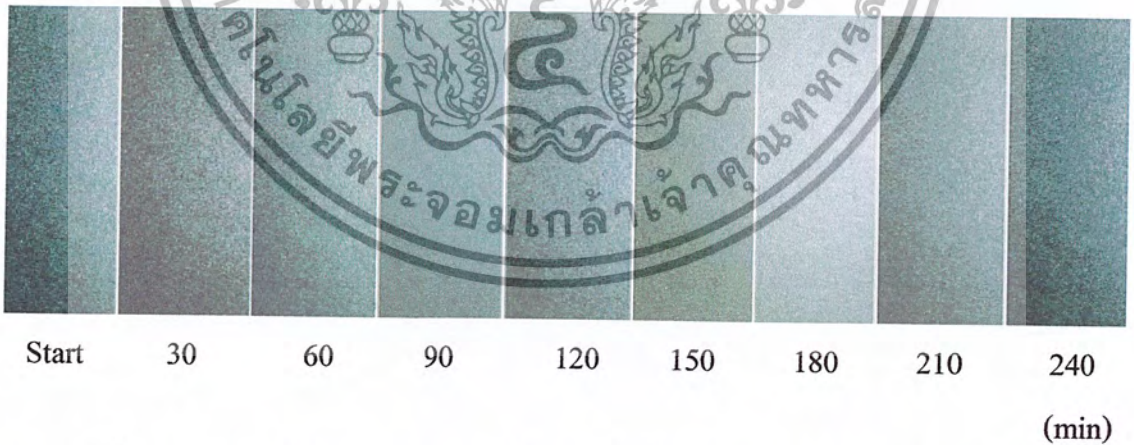 คโนโลยีพระจอมเกล้าเจ้าคุณทหารล
Start 30 60 90 120 150 180 210 240
(min)